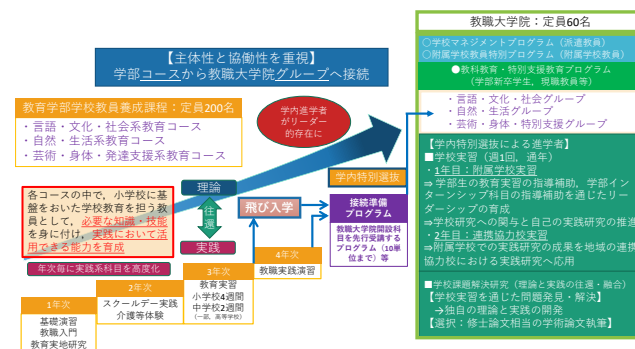 【主体性と協働性を重視】
学部コースから教職大学院グループへ接続
教育学部学校教員養成課程：定員200名
・言語・文化・社会系教育コース
・自然・生活系教育コース
・芸術・身体・発達支援系教育コース
学内進学者
がリーダー
的存在に
各コースの中で，小学校に基
盤をおいた学校教育を担う教
員として，必要な知識・技能
を身に付け，実践において活
用できる能力を育成
年次毎に実践系科目を高度化
理論
往還
実践
飛び入学
学内特別選抜
接続準備
プログラム
教職大学院開設科
目を先行受講する
プログラム（10単
位まで）等
1年次
基礎演習
教職入門
教育実地研究
2年次
スクールデー実践
介護等体験
3年次
教育実習
小学校4週間
中学校2週間
（一部，高等学校）
4年次
教職実践演習
教職大学院：定員60名
○学校マネジメントプログラム（派遣教員）
○附属学校教員特別プログラム（附属学校教員）
●教科教育・特別支援教育プログラム
（学部新卒学生，現職教員等）
・言語・文化・社会グループ
・自然・生活グループ
・芸術・身体・特別支援グループ
【学内特別選抜による進学者】
■学校実習（週1回，通年）
・1年目：附属学校実習
⇒学部生の教育実習の指導補助，学部イン
ターンシップ科目の指導補助を通じたリー
ダーシップの育成
⇒学校研究への関与と自己の実践研究の推進
・2年目：連携協力校実習
⇒附属学校での実践研究の成果を地域の連携
協力校における実践研究へ応用
■学校課題解決研究（理論と実践の往還・融合）
【学校実習を通じた問題発見・解決】
→独自の理論と実践の開発
【選択：修士論文相当の学術論文執筆】